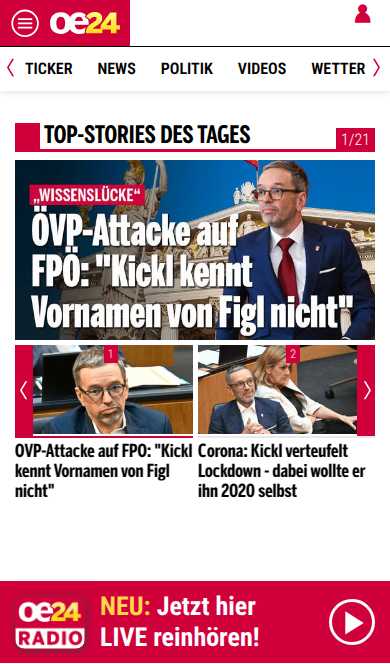 oe24
TICKER NEWS POLITIK VIDEOS WETTER
TOP-STORIES DES TAGES
1/21
„WISSENSLÜCKE“
ÖVP-Attacke auf
FPÖ: "Kickl kennt
Vornamen von Figl nicht"
1
2
ÖVP-Attacke auf FPÖ: "Kickl
kennt Vornamen von Figl
nicht"
Corona: Kickl verteufelt
Lockdown - dabei wollte er
ihn 2020 selbst
oe24
RADIO
NEU: Jetzt hier
LIVE reinhören!